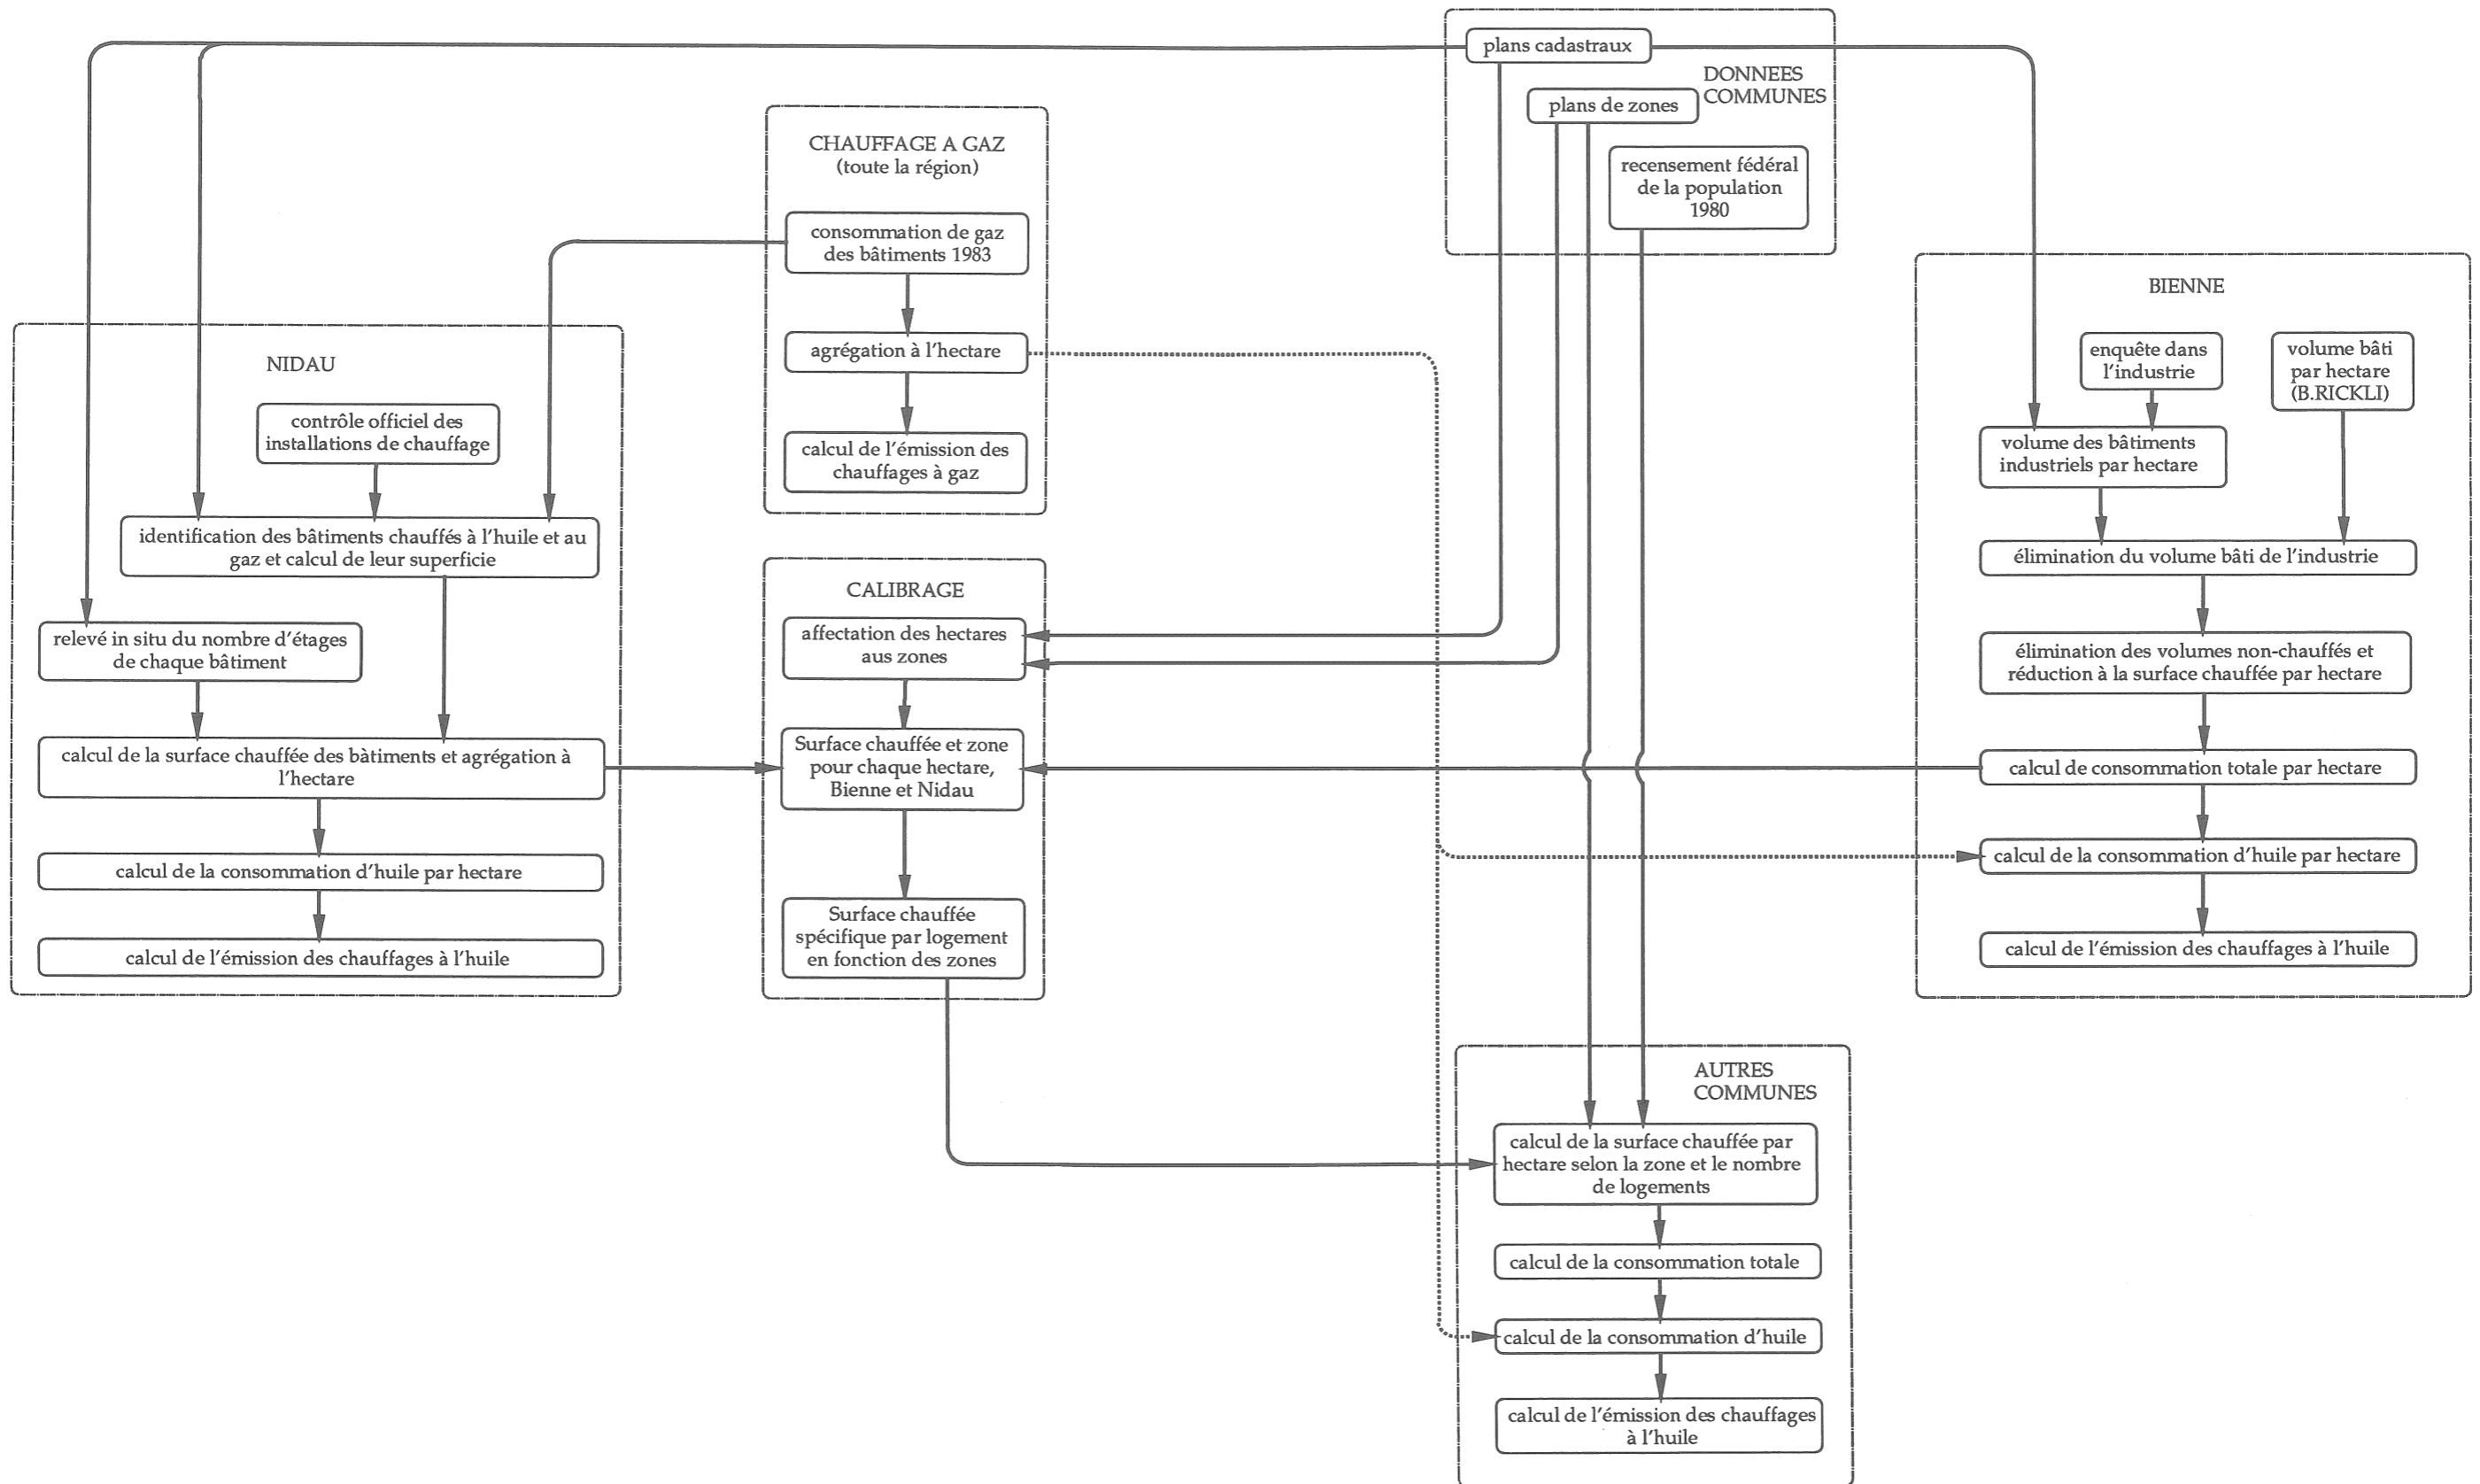 plans cadastraux
DONNEES
COMMUNES
plans de zones
recensement fédéral
de la population
1980
CHAUFFAGE A GAZ
(toute la région)
consommation de gaz
des bâtiments 1983
agrégation à l'hectare
calcul de l'émission des
chauffages à gaz
NIDAU
contrôle officiel des
installations de chauffage
identification des bâtiments chauffés à l'huile et au
gaz et calcul de leur superficie
relevé in situ du nombre d'étages
de chaque bâtiment
calcul de la surface chauffée des bàtiments et agrégation à
l'hectare
calcul de la consommation d'huile par hectare
calcul de l'émission des chauffages à l'huile
CALIBRAGE
affectation des hectares
aus zones
Surface chauffée et zone
pour chaque hectare,
Bienne et Nidau
Surface chauffée
spécifique par logement
en fonction des zones
BIENNE
enquête dans
l'industrie
volume bâti
par hectare
(B.RICKLI)
volume des bâtiments
industriels par hectare
élimination du volume bâti de l'industrie
élimination des volumes non-chauffés et
réduction à la surface chauffée par hectare
calcul de consommation totale par hectare
calcul de la consommation d'huile par hectare
calcul de l'émission des chauffages à l'huile
AUTRES
COMMUNES
calcul de la surface chauffée par
hectare selon la zone et le nombre
de logements
calcul de la consommation totale
calcul de la consommation d'huile
calcul de l'émission des chauffages
à l'huile